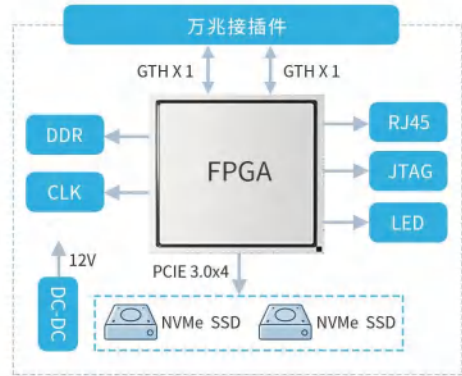 万兆接插件
GTH X 1
GTH X 1
DDR
CLK
FPGA
RJ45
JTAG
LED
12V
DC-DC
PCIE 3.0x4
NVMe SSD
NVMe SSD